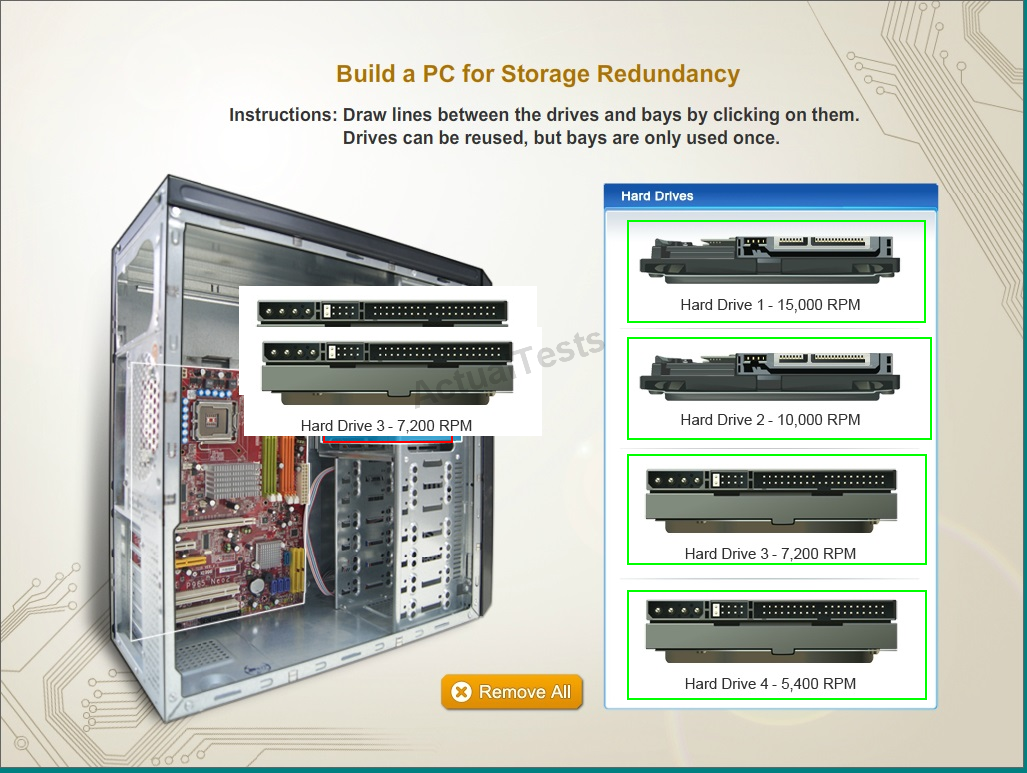 Build a PC for Storage Redundancy
Instructions: Draw lines between the drives and bays by clicking on them.
Drives can be reused, but bays are only used once.
Hard Drives
Hard Drive 1 - 15,000 RPM
Hard Drive 2 - 10,000 RPM
ActualTests
Hard Drive 3 - 7,200 RPM
Hard Drive 3 - 7,200 RPM
P965 Neo2
Hard Drive 4 - 5,400 RPM
Remove All